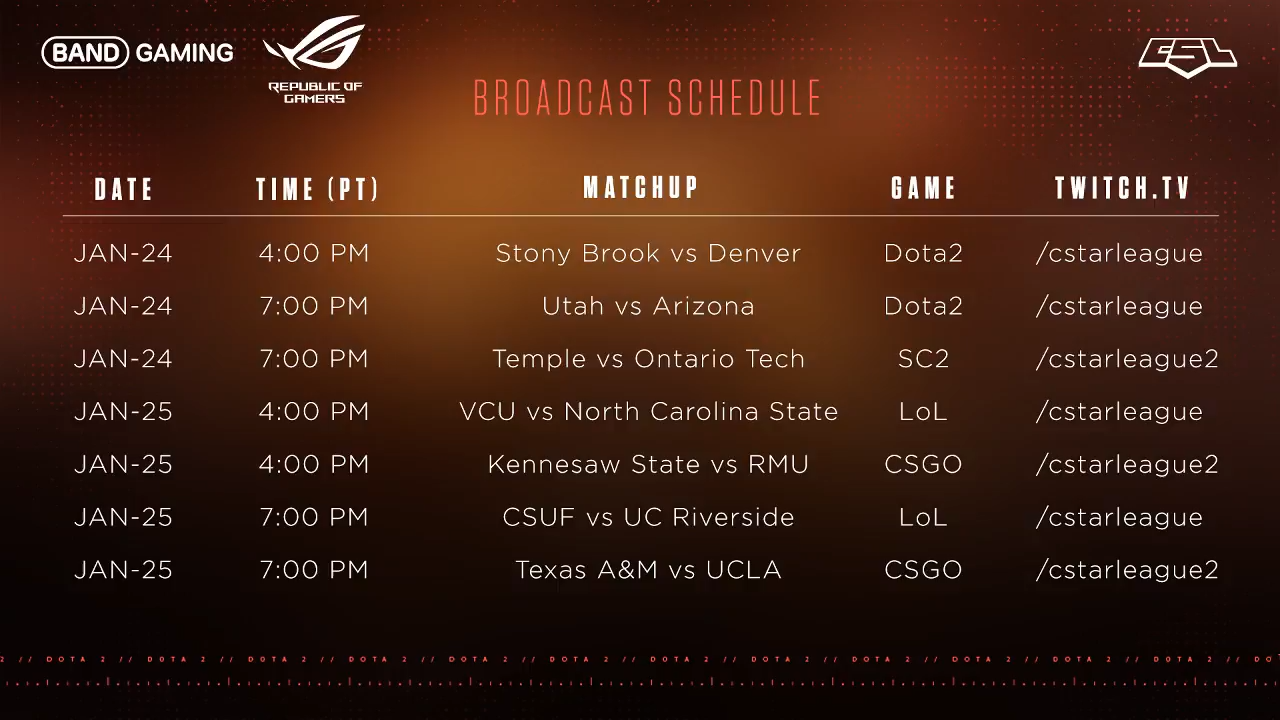 BAND GAMING
REPUBLIC OF
GAMERS
CSL
BROADCAST SCHEDULE
DATE TIME (PT) MATCHUP GAME TWITCH.TV
JAN-24 4:00 PM Stony Brook vs Denver Dota2 /cstarleague
JAN-24 7:00 PM Utah vs Arizona Dota2 /cstarleague
JAN-24 7:00 PM Temple vs Ontario Tech SC2 /cstarleague2
JAN-25 4:00 PM VCU vs North Carolina State LoL /cstarleague
JAN-25 4:00 PM Kennesaw State vs RMU CSGO /cstarleague2
JAN-25 7:00 PM CSUF vs UC Riverside LoL /cstarleague
JAN-25 7:00 PM Texas A&M vs UCLA CSGO /cstarleague2
2 // DOTA 2 // DOTA 2 // DOTA 2 // DOTA 2 // DOTA 2 // DOTA 2 // DOTA 2 // DOTA 2 // DOTA 2 // DOTA 2 // DOTA 2 // DOTA 2 // DO